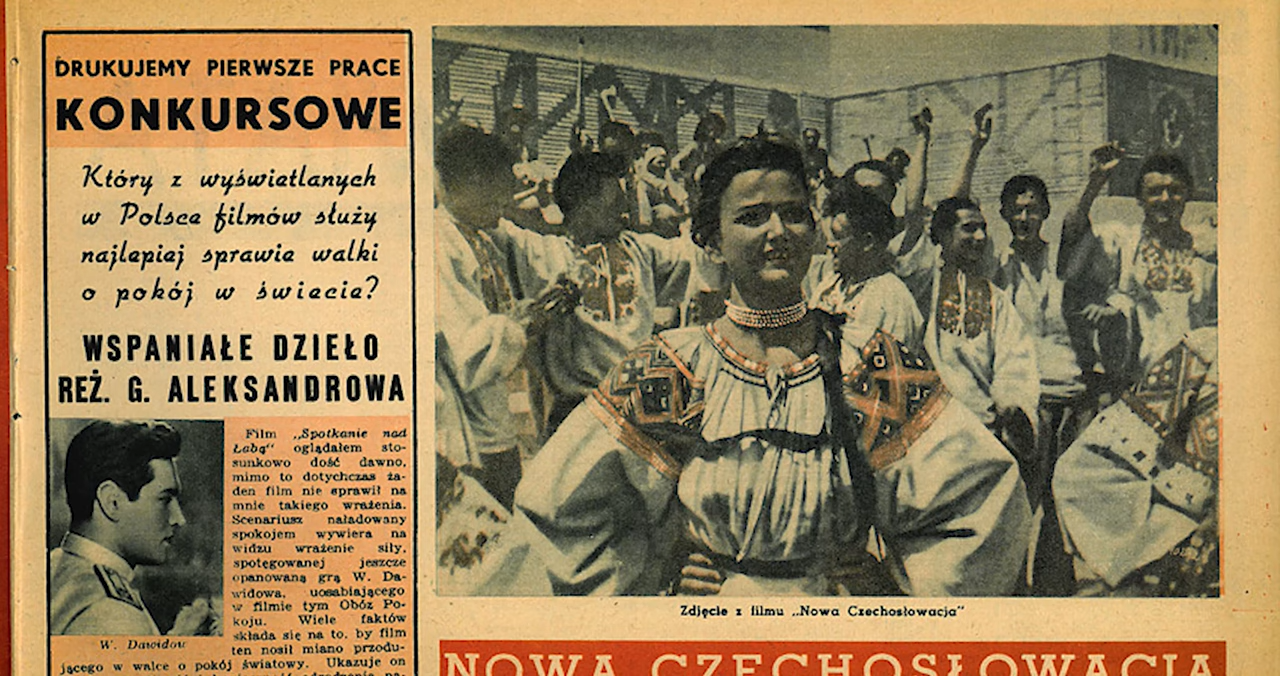 DRUKUJEMY PIERWSZE PRACE
KONKURSOWE
Który z wyświetlanych
w Polsce filmów służy
najlepiej sprawie walki
o pokój w świecie?
WSPANIAŁE DZIEŁO
REŻ. G. ALEKSANDROWA
Film „Spotkanie nad
Łabą" oglądałem sto-
sunkowo dość dawno,
mimo to dotychczas ża-
den film nie sprawił na
mnie takiego wrażenia.
Scenariusz naładowany
spokojem wywiera na
widzu wrażenie siły,
spotęgowanej jeszcze
opanowaną grą W. Da-
widowa, uosabiającego
w filmie tym Obóz Po-
koju. Wiele faktów
składa się na to, by film
ten nosił miano przodu-
W. Dawidow
jącego w walce o pokój światowy. Ukazuje on
Zdjęcie z filmu „Nowa Czechosłowacja"
NOWA CZECHOSŁOWACJA